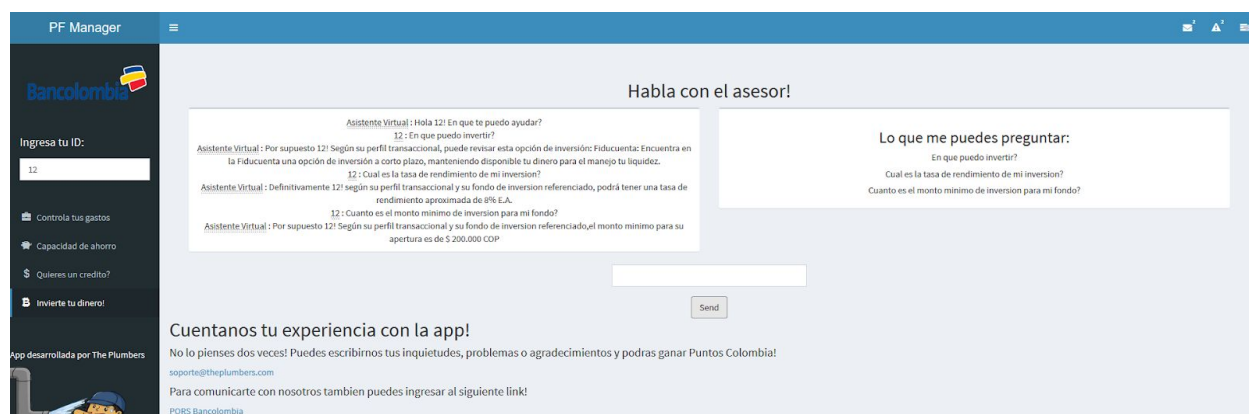 PF Manager
2
2
Bancolombia
Ingresa tu ID:
12
Controla tus gastos
Capacidad de ahorro
Quieres un credito?
Invierte tu dinero!
App desarrollada por The Plumbers
Habla con el asesor!
Asistente Virtual : Hola 12! En que te puedo ayudar?
12 : En que puedo invertir?
Asistente Virtual : Por supuesto 12! Según su perfil transaccional, puede revisar esta opción de inversión: Fiducuenta: Encuentra en
la Fiducuenta una opción de inversión a corto plazo, manteniendo disponible tu dinero para el manejo tu liquidez.
12 : Cual es la tasa de rendimiento de mi inversion?
Asistente Virtual : Definitivamente 12! según su perfil transaccional y su fondo de inversion referenciado, podrá tener una tasa de
rendimiento aproximada de 8% E.A.
12 : Cuanto es el monto minimo de inversion para mi fondo?
Asistente Virtual : Por supuesto 12! Según su perfil transaccional y su fondo de inversion referenciado,el monto minimo para su
apertura es de $ 200.000 COP
Lo que me puedes preguntar:
En que puedo invertir?
Cual es la tasa de rendimiento de mi inversion?
Cuanto es el monto minimo de inversion para mi fondo?
Send
Cuentanos tu experiencia con la app!
No lo pienses dos veces! Puedes escribirnos tus inquietudes, problemas o agradecimientos y podras ganar Puntos Colombia!
soporte@theplumbers.com
Para comunicarte con nosotros tambien puedes ingresar al siguiente link!
PQRS Bancolombia